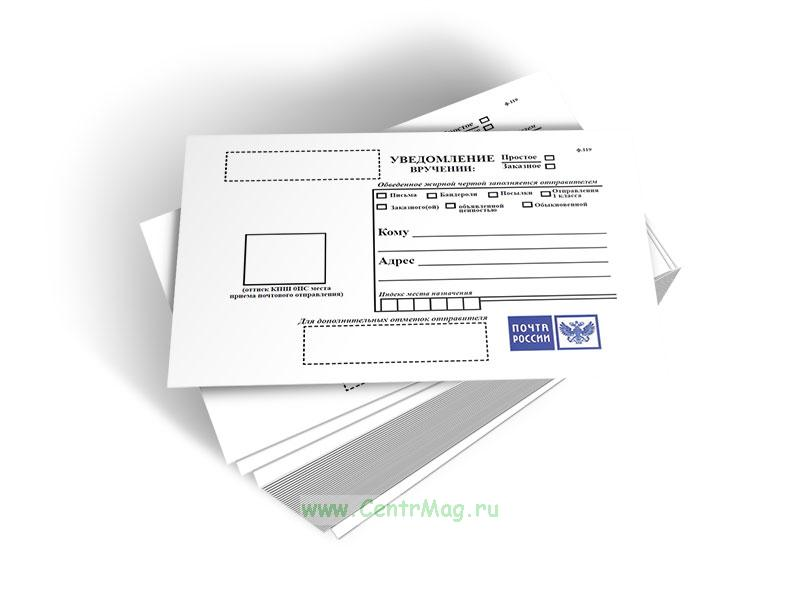 ф.119
Простое
ф.119
УВЕДОМЛЕНИЕ Простое
ВРУЧЕНИИ: Заказное
Обведенное жирной чертой заполняется отправителем
Письма Бандероли Посылки Отправления 1 класса
Заказного(ой) объявленной ценностью Обыкновенной
Кому
Адрес
(оттиск КПШ ОПС места
приема почтового отправления)
Индекс места назначения
Для дополнительных отметок отправителя
ПОЧТА
РОССИИ
www.CentrMag.ru